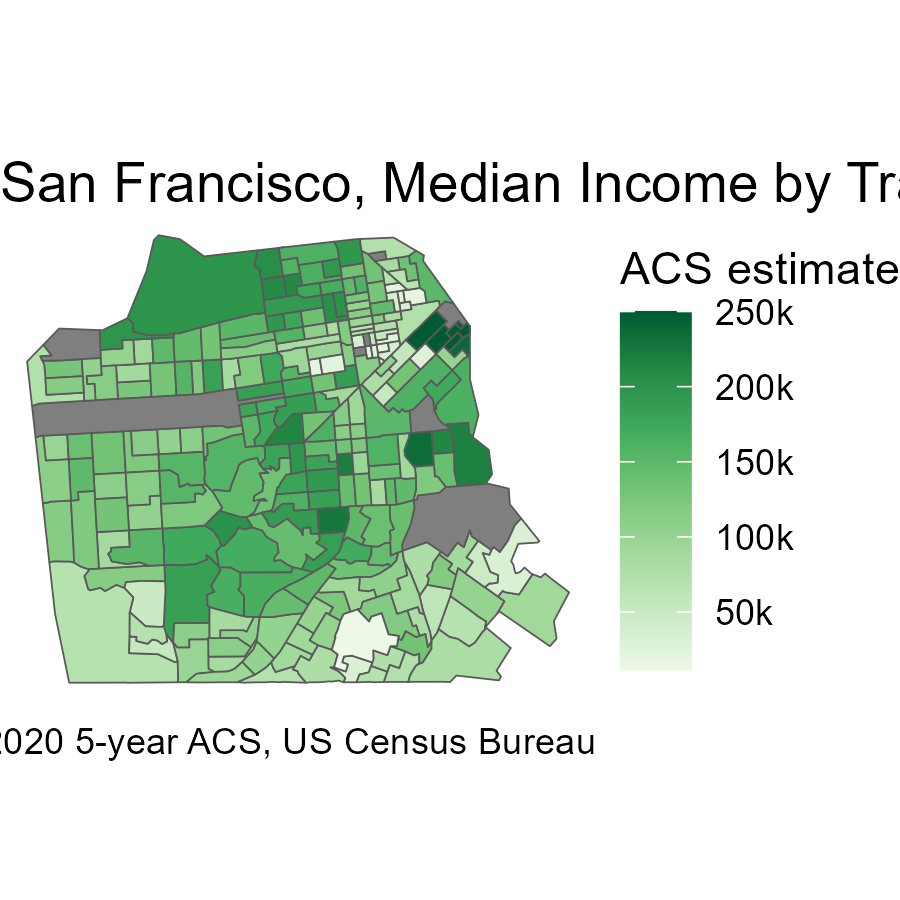 San Francisco, Median Income by Tra
ACS estimate
250k
200k
150k
100k
50k
2020 5-year ACS, US Census Bureau